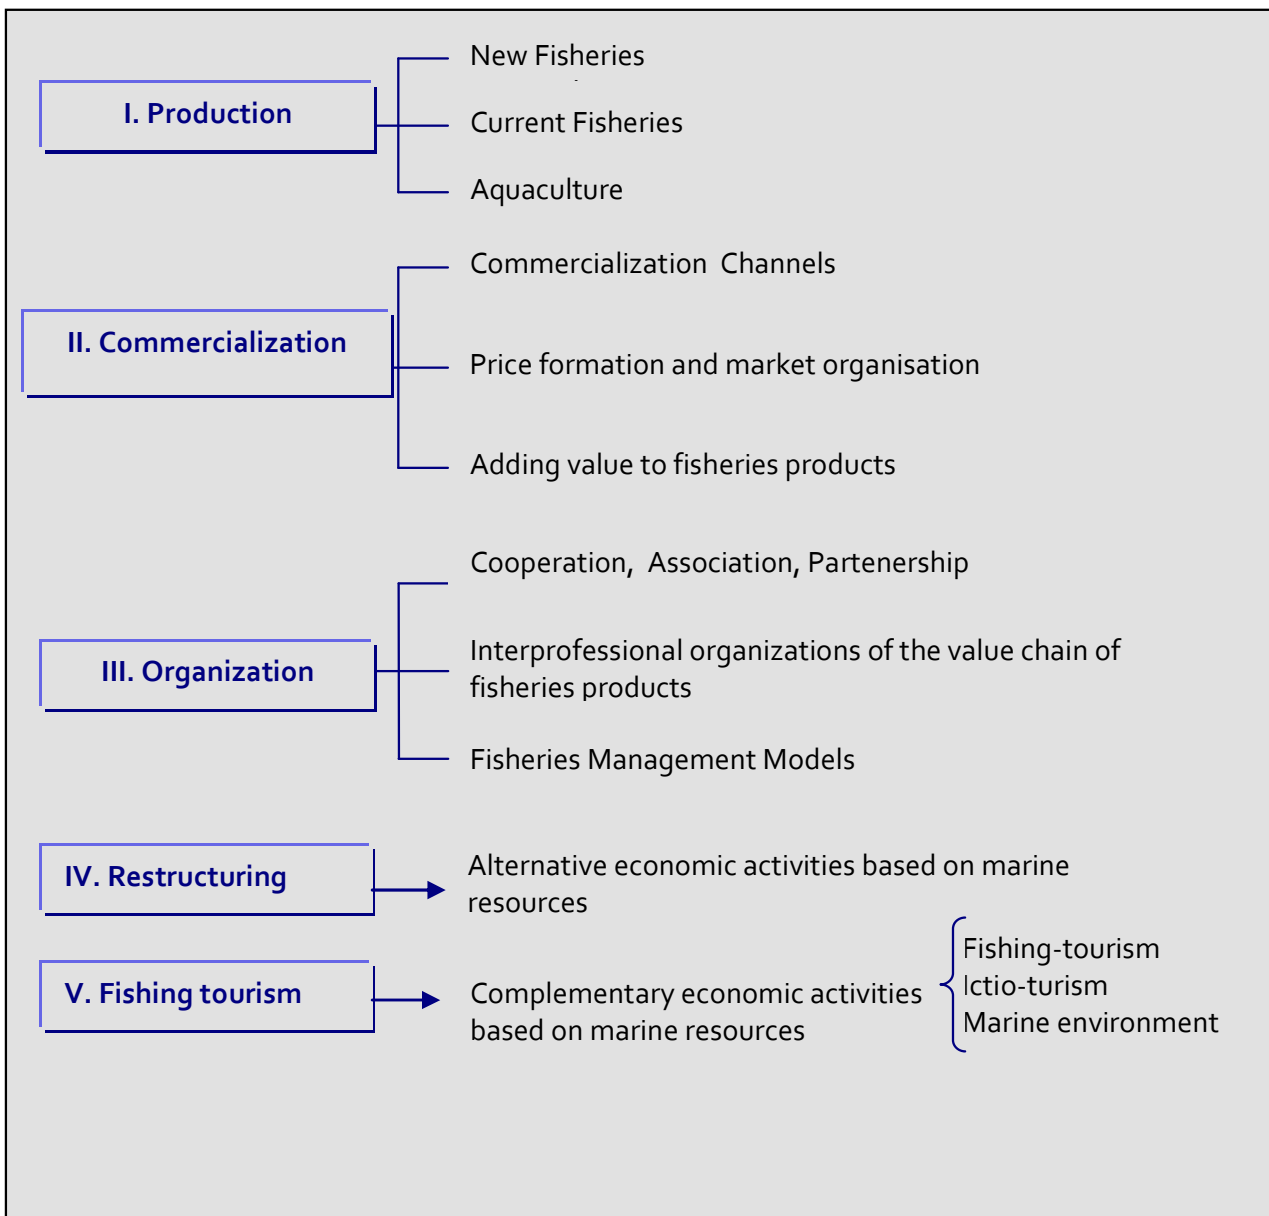 New Fisheries
I. Production
Current Fisheries
Aquaculture
Commercialization Channels
II. Commercialization
Price formation and market organisation
Adding value to fisheries products
Cooperation, Association, Partenership
III. Organization
Interprofessional organizations of the value chain of
fisheries products
Fisheries Management Models
IV. Restructuring
Alternative economic activities based on marine
resources
V. Fishing tourism
Complementary economic activities
based on marine resources
Fishing-tourism
Ictio-turism
Marine environment